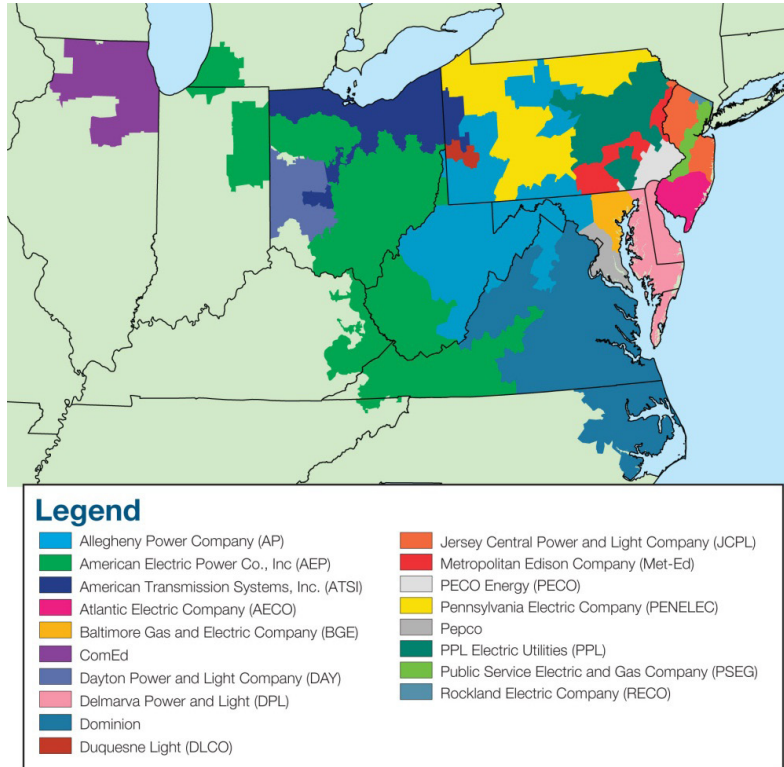 Legend
Allegheny Power Company (AP)
American Electric Power Co., Inc (AEP)
American Transmission Systems, Inc. (ATSI)
Atlantic Electric Company (AECO)
Baltimore Gas and Electric Company (BGE)
ComEd
Dayton Power and Light Company (DAY)
Delmarva Power and Light (DPL)
Dominion
Duquesne Light (DLCO)
Jersey Central Power and Light Company (JCPL)
Metropolitan Edison Company (Met-Ed)
PECO Energy (PECO)
Pennsylvania Electric Company (PENELEC)
Pepco
PPL Electric Utilities (PPL)
Public Service Electric and Gas Company (PSEG)
Rockland Electric Company (RECO)